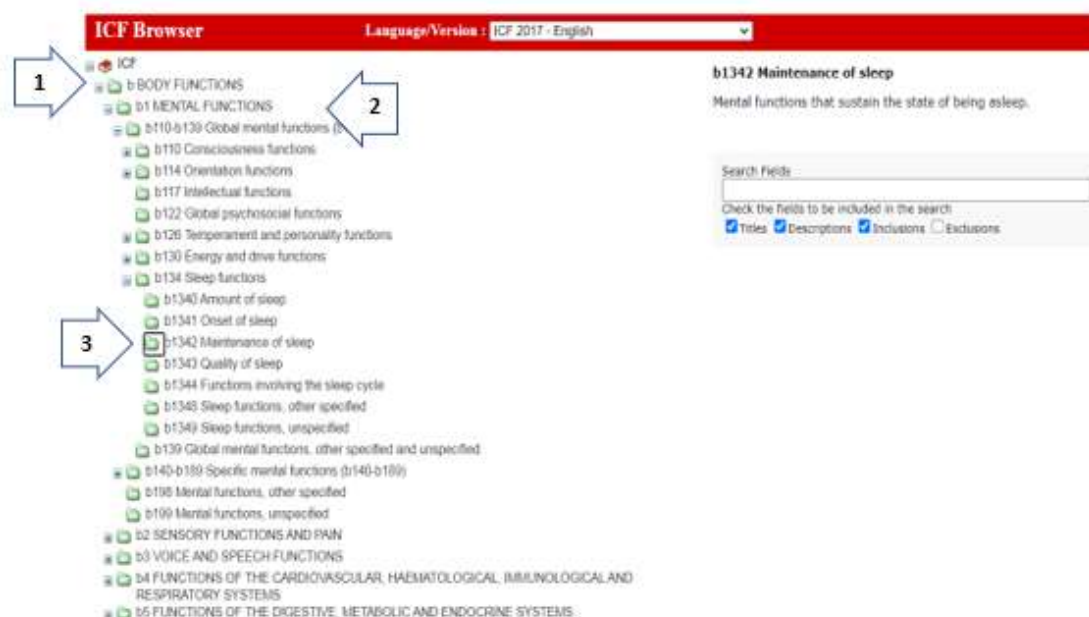 ICF Browser Language/Version : ICF 2017 - English
ICF
1
b BODY FUNCTIONS
b1 MENTAL FUNCTIONS
2
b110-b139 Global mental functions (b
b110 Consciousness functions
b114 Orientation functions
b117 Intellectual functions
b122 Global psychosocial functions
b126 Temperament and personality functions
b130 Energy and drive functions
b134 Sleep functions
b1340 Amount of sleep
b1341 Onset of sleep
3
b1342 Maintenance of sleep
b1343 Quality of sleep
b1344 Functions involving the sleep cycle
b1348 Sleep functions, other specified
b1349 Sleep functions, unspecified
b139 Global mental functions, other specified and unspecified
b140-b189 Specific mental functions (b140-b189)
b198 Mental functions, other specified
b199 Mental functions, unspecified
b2 SENSORY FUNCTIONS AND PAIN
b3 VOICE AND SPEECH FUNCTIONS
b4 FUNCTIONS OF THE CARDIOVASCULAR, HAEMATOLOGICAL, IMMUNOLOGICAL AND
RESPIRATORY SYSTEMS
b5 FUNCTIONS OF THE DIGESTIVE, METABOLIC AND ENDOCRINE SYSTEMS
b1342 Maintenance of sleep
Mental functions that sustain the state of being asleep.
Search Fields
Check the fields to be included in the search
Titles Descriptions Inclusions Exclusions